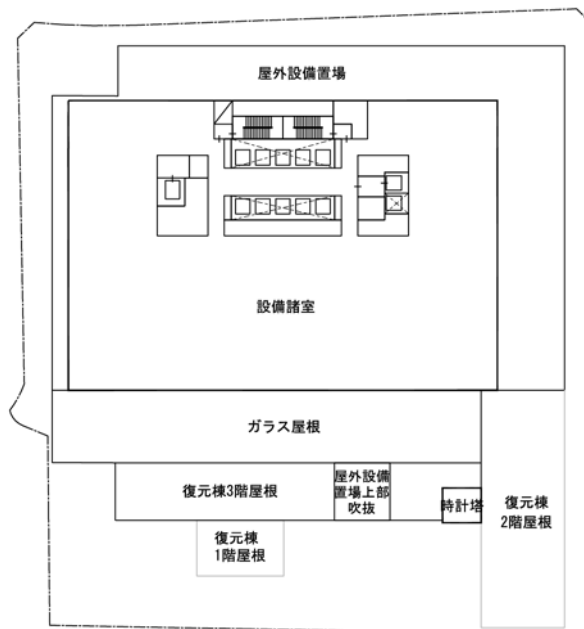 屋外設備置場
設備諸室
ガラス屋根
復元棟3階屋根
屋外設備
置場上部
吹抜
時計塔
復元棟
2階屋根
復元棟
1階屋根